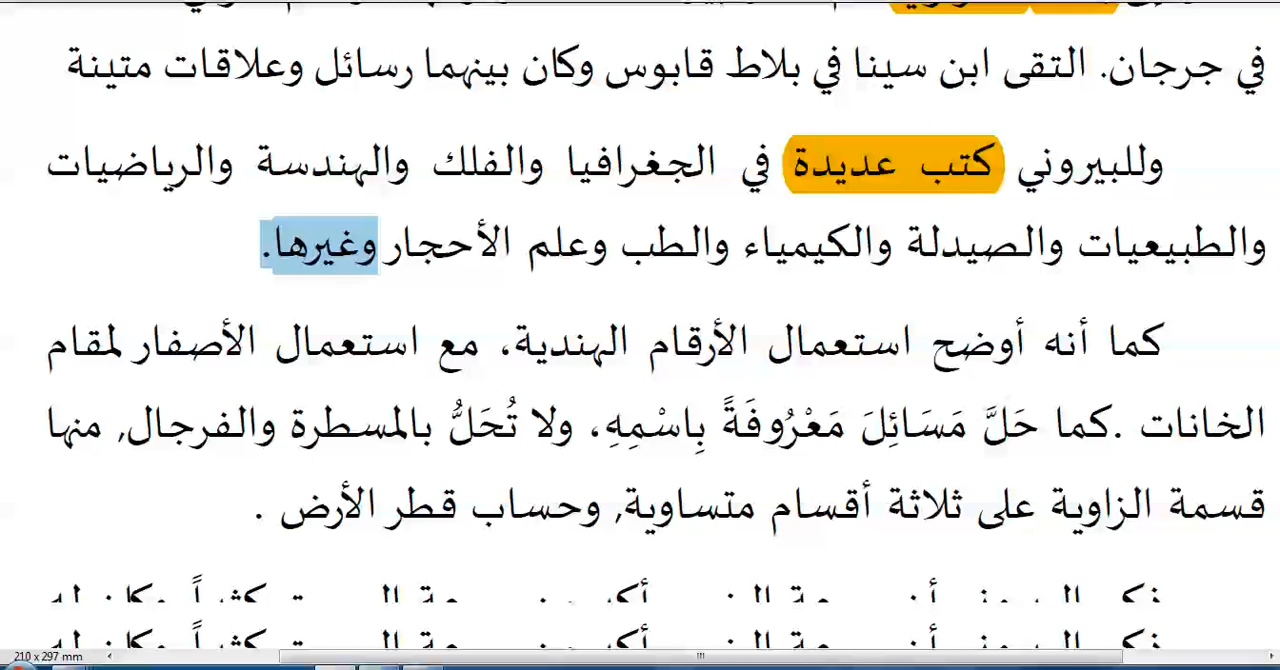 في جرجان. التقى ابن سينا في بلاط قابوس وكان بينهما رسائل وعلاقات متينة
وللبيروني كتب عديدة في الجغرافيا والفلك والهندسة والرياضيات
والطبيعيات والصيدلة والكيمياء والطب وعلم الأحجار وغيرها.
كما أنه أوضح استعمال الأرقام الهندية، مع استعمال الأصفار لمقام
الخانات .كما حَلَّ مَسَائِلَ مَعْرُوفَةً بِاسْمِهِ، ولا تُحَلُّ بالمسطرة والفرجال, منها
قسمة الزاوية على ثلاثة أقسام متساوية, وحساب قطر الأرض .
210 x 297 mm